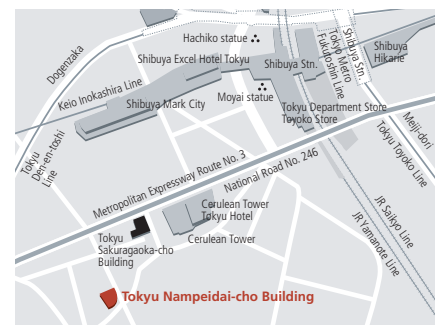 Hachiko statue
Dogenzaka
Shibuya Excel Hotel Tokyu
Shibuya Stn.
Tokyo Metro
Fukutoshin Line
Shibuya Stn.
Shibuya
Hikarie
Keio Inokashira Line
Shibuya Mark City
Moyai statue
Tokyu Department Store
Toyoko Store
Meiji-dori
Tokyu Toyoko Line
Tokyu
Den-en-toshi
Line
Metropolitan Expressway Route No. 3
National Road No. 246
Cerulean Tower
Tokyu Hotel
JR Saikyo Line
JR Yamanote Line
Tokyu
Sakuragaoka-cho
Building
Cerulean Tower
Tokyu Nampeidai-cho Building